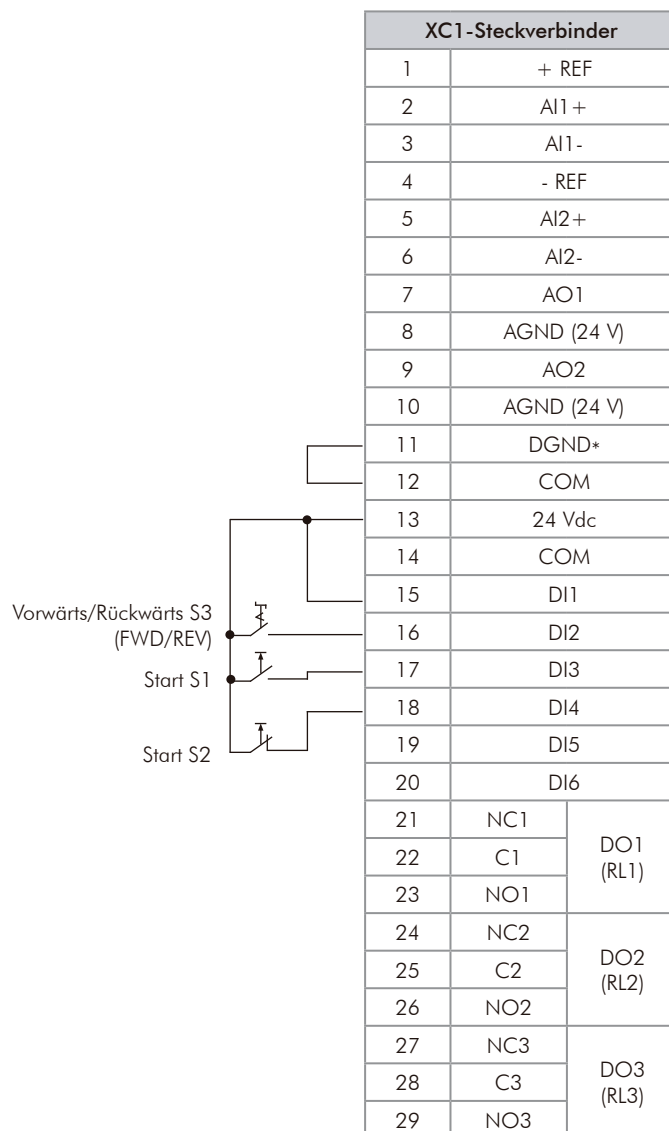 XC1-Steckverbinder
1 + REF
2 AI1+
3 AI1-
4 - REF
5 AI2+
6 AI2-
7 AO1
8 AGND (24 V)
9 AO2
10 AGND (24 V)
11 DGND*
12 COM
13 24 Vdc
14 COM
15 DI1
Vorwärts/Rückwärts S3
(FWD/REV)
16 DI2
Start S1
17 DI3
18 DI4
Start S2
19 DI5
20 DI6
21 NC1
22 C1
23 NO1
DO1
(RL1)
24 NC2
25 C2
26 NO2
DO2
(RL2)
27 NC3
28 C3
29 NO3
DO3
(RL3)